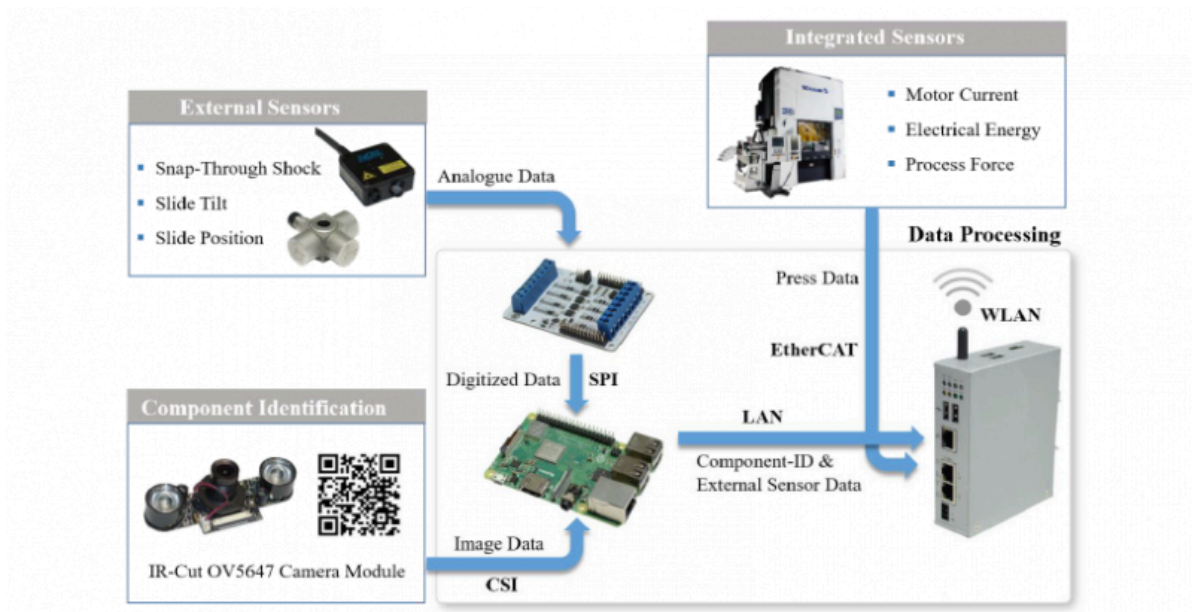 Integrated Sensors
Motor Current
Electrical Energy
Process Force
External Sensors
Snap-Through Shock
Slide Tilt
Slide Position
Analogue Data
Data Processing
Press Data
WLAN
EtherCAT
Digitized Data
SPI
Component Identification
LAN
Component-ID &
External Sensor Data
Image Data
IR-Cut OV5647 Camera Module
CSI